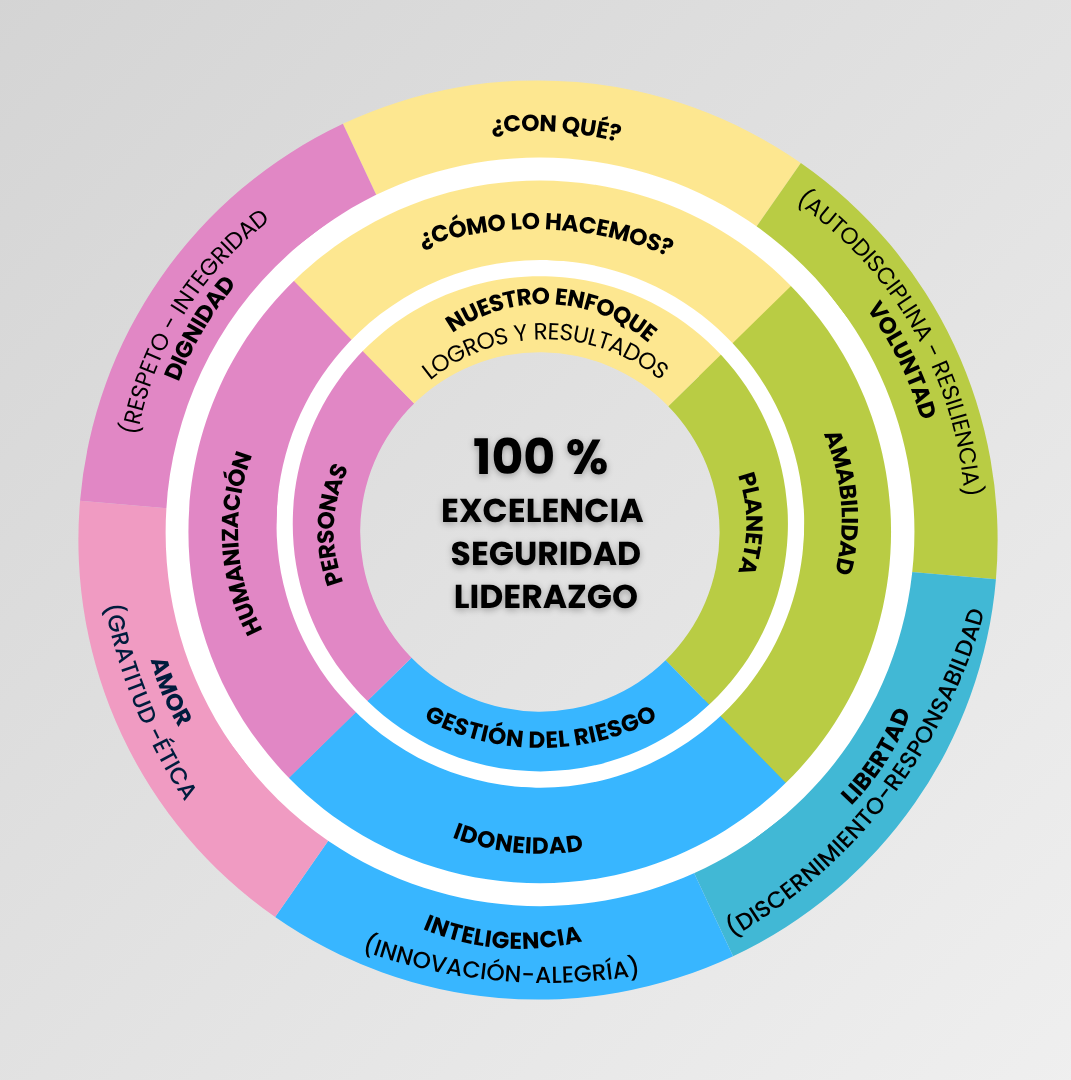 ¿CON QUÉ?
¿CÓMO LO HACEMOS?
NUESTRO ENFOQUE
LOGROS Y RESULTADOS
(RESPETO - INTEGRIDAD
DIGNIDAD
(AUTODISCIPLINA - RESILIENCIA)
VOLUNTAD
HUMANIZACIÓN
PERSONAS
100 %
EXCELENCIA
SEGURIDAD
LIDERAZGO
PLANETA
AMABILIDAD
AMOR
(GRATITUD -ÉTICA
LIBERTAD
(DISCERNIMIENTO-RESPONSABILDAD
GESTIÓN DEL RIESGO
IDONEIDAD
INTELIGENCIA
(INNOVACIÓN-ALEGRÍA)